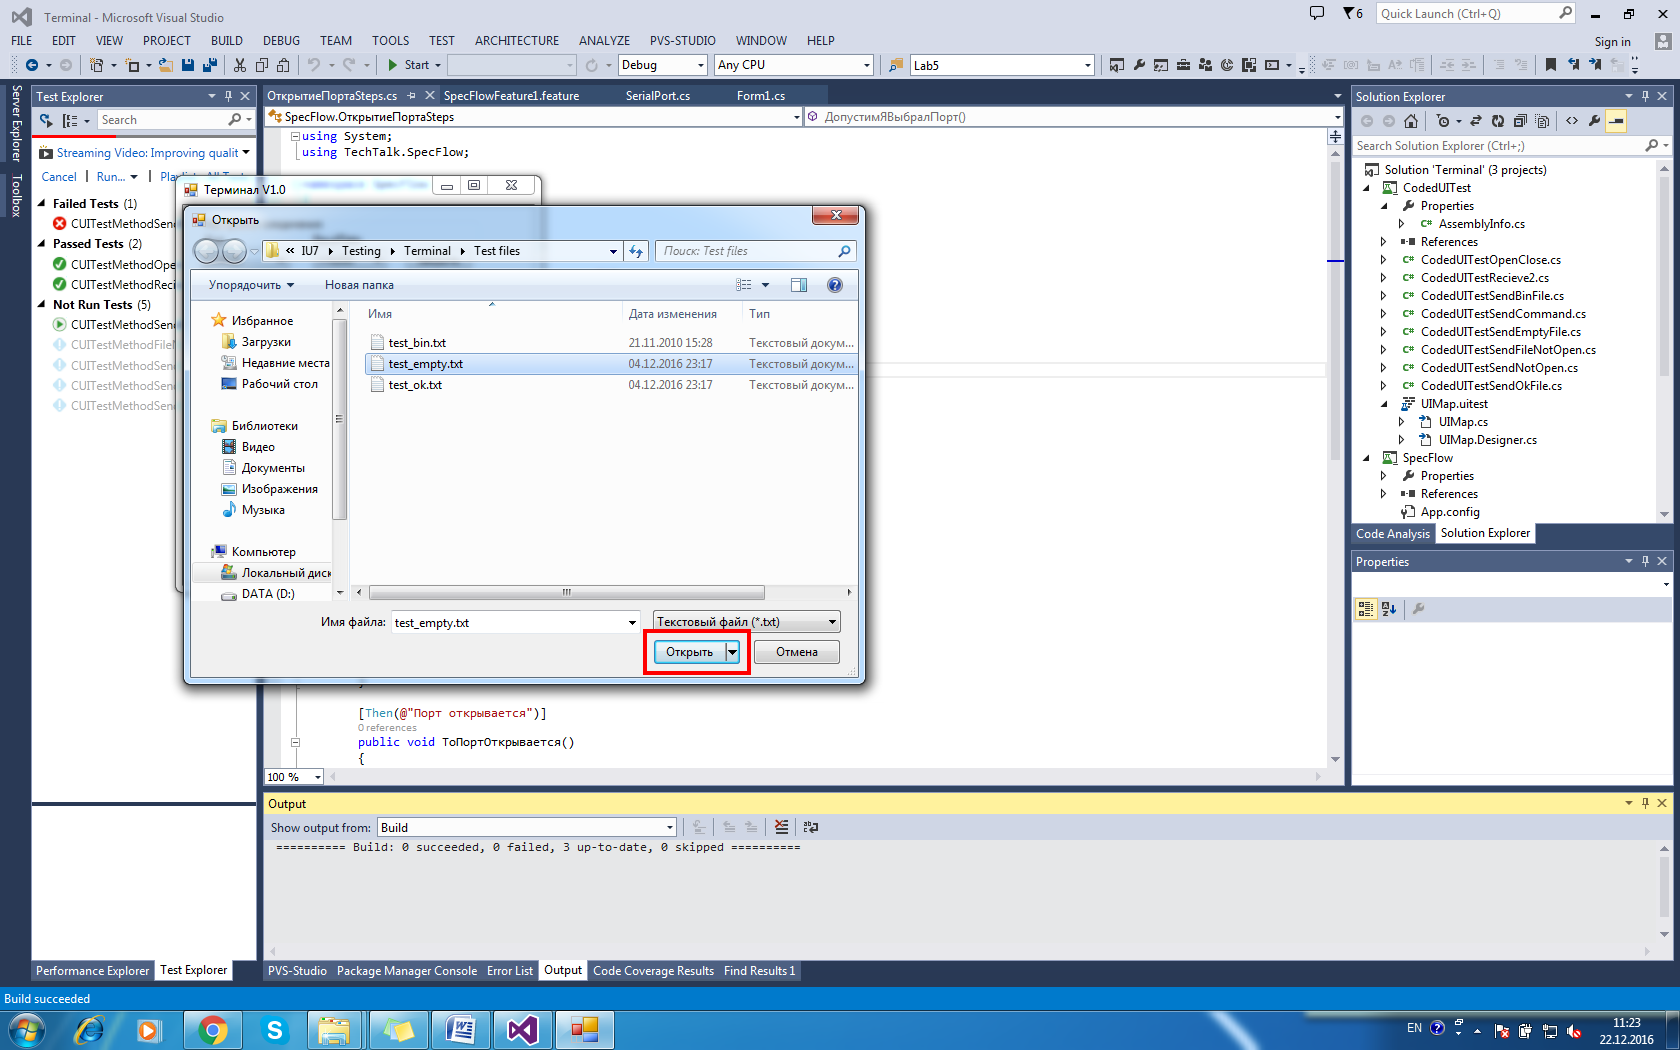 Terminal - Microsoft Visual Studio
6
Quick Launch (Ctrl+Q)
FILE EDIT VIEW PROJECT BUILD DEBUG TEAM TOOLS TEST ARCHITECTURE ANALYZE PVS-STUDIO WINDOW HELP
Sign in
Start
Debug
Any CPU
Lab5
Server Explorer
Toolbox
Test Explorer
Search
Streaming Video: Improving qualit
Cancel | Run... | 
Failed Tests (1)
CUITestMethodSen
Passed Tests (2)
CUITestMethodOpe
CUITestMethodReci
Not Run Tests (5)
CUITestMethodSen
CUITestMethodFileN
CUITestMethodSen
CUITestMethodSen
CUITestMethodSen
ОткрытиеПортаSteps.cs
SpecFlowFeature1.feature
SerialPort.cs
Form1.cs
SpecFlow.ОткрытиеПортаSteps
ДопустимЯВыбралПорт()
using System;
using TechTalk.SpecFlow;
Терминал V1.0
Открыть
« IU7 Testing Terminal Test files
Поиск: Test files
Упорядочить
Новая папка
Избранное
Загрузки
Недавние места
Рабочий стол
Библиотеки
Видео
Документы
Изображения
Музыка
Компьютер
Локальный диск
DATA (D:)
Имя Дата изменения Тип
test_bin.txt 21.11.2010 15:28 Текстовый докум...
test_empty.txt 04.12.2016 23:17 Текстовый докум...
test_ok.txt 04.12.2016 23:17 Текстовый докум...
Имя файла: test_empty.txt
Текстовый файл (*.txt)
Открыть
Отмена
[Then(@"Порт открывается")]
0 references
public void ТоПортОткрывается()
{
100 %
Solution Explorer
Search Solution Explorer (Ctrl+;)
Solution 'Terminal' (3 projects)
CodedUITest
Properties
AssemblyInfo.cs
References
CodedUITestOpenClose.cs
CodedUITestRecieve2.cs
CodedUITestSendBinFile.cs
CodedUITestSendCommand.cs
CodedUITestSendEmptyFile.cs
CodedUITestSendFileNotOpen.cs
CodedUITestSendNotOpen.cs
CodedUITestSendOkFile.cs
UIMap.uitest
UIMap.cs
UIMap.Designer.cs
SpecFlow
Properties
References
App.config
Code Analysis
Solution Explorer
Properties
Output
Show output from: Build
========== Build: 0 succeeded, 0 failed, 3 up-to-date, 0 skipped ==========
Performance Explorer
Test Explorer
PVS-Studio
Package Manager Console
Error List
Output
Code Coverage Results
Find Results 1
Build succeeded
EN
11:23
22.12.2016